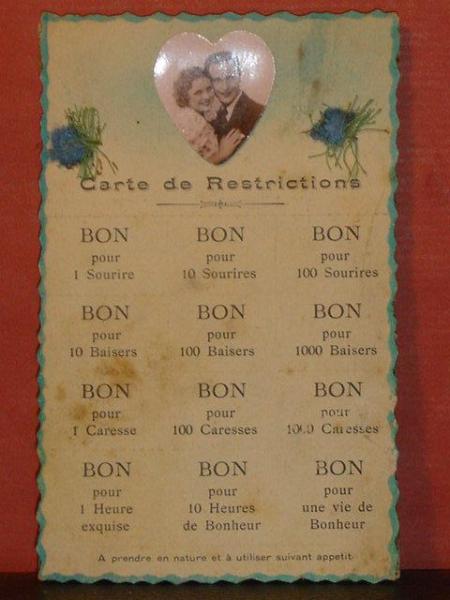 Carte de Restrictions
BON
pour
1 Sourire
BON
pour
10 Sourires
BON
pour
100 Sourires
BON
pour
10 Baisers
BON
pour
100 Baisers
BON
pour
1000 Baisers
BON
pour
1 Caresse
BON
pour
100 Caresses
BON
pour
1000 Caresses
BON
pour
1 Heure
exquise
BON
pour
10 Heures
de Bonheur
BON
pour
une vie de
Bonheur
A prendre en nature et à utiliser suivant appetit.